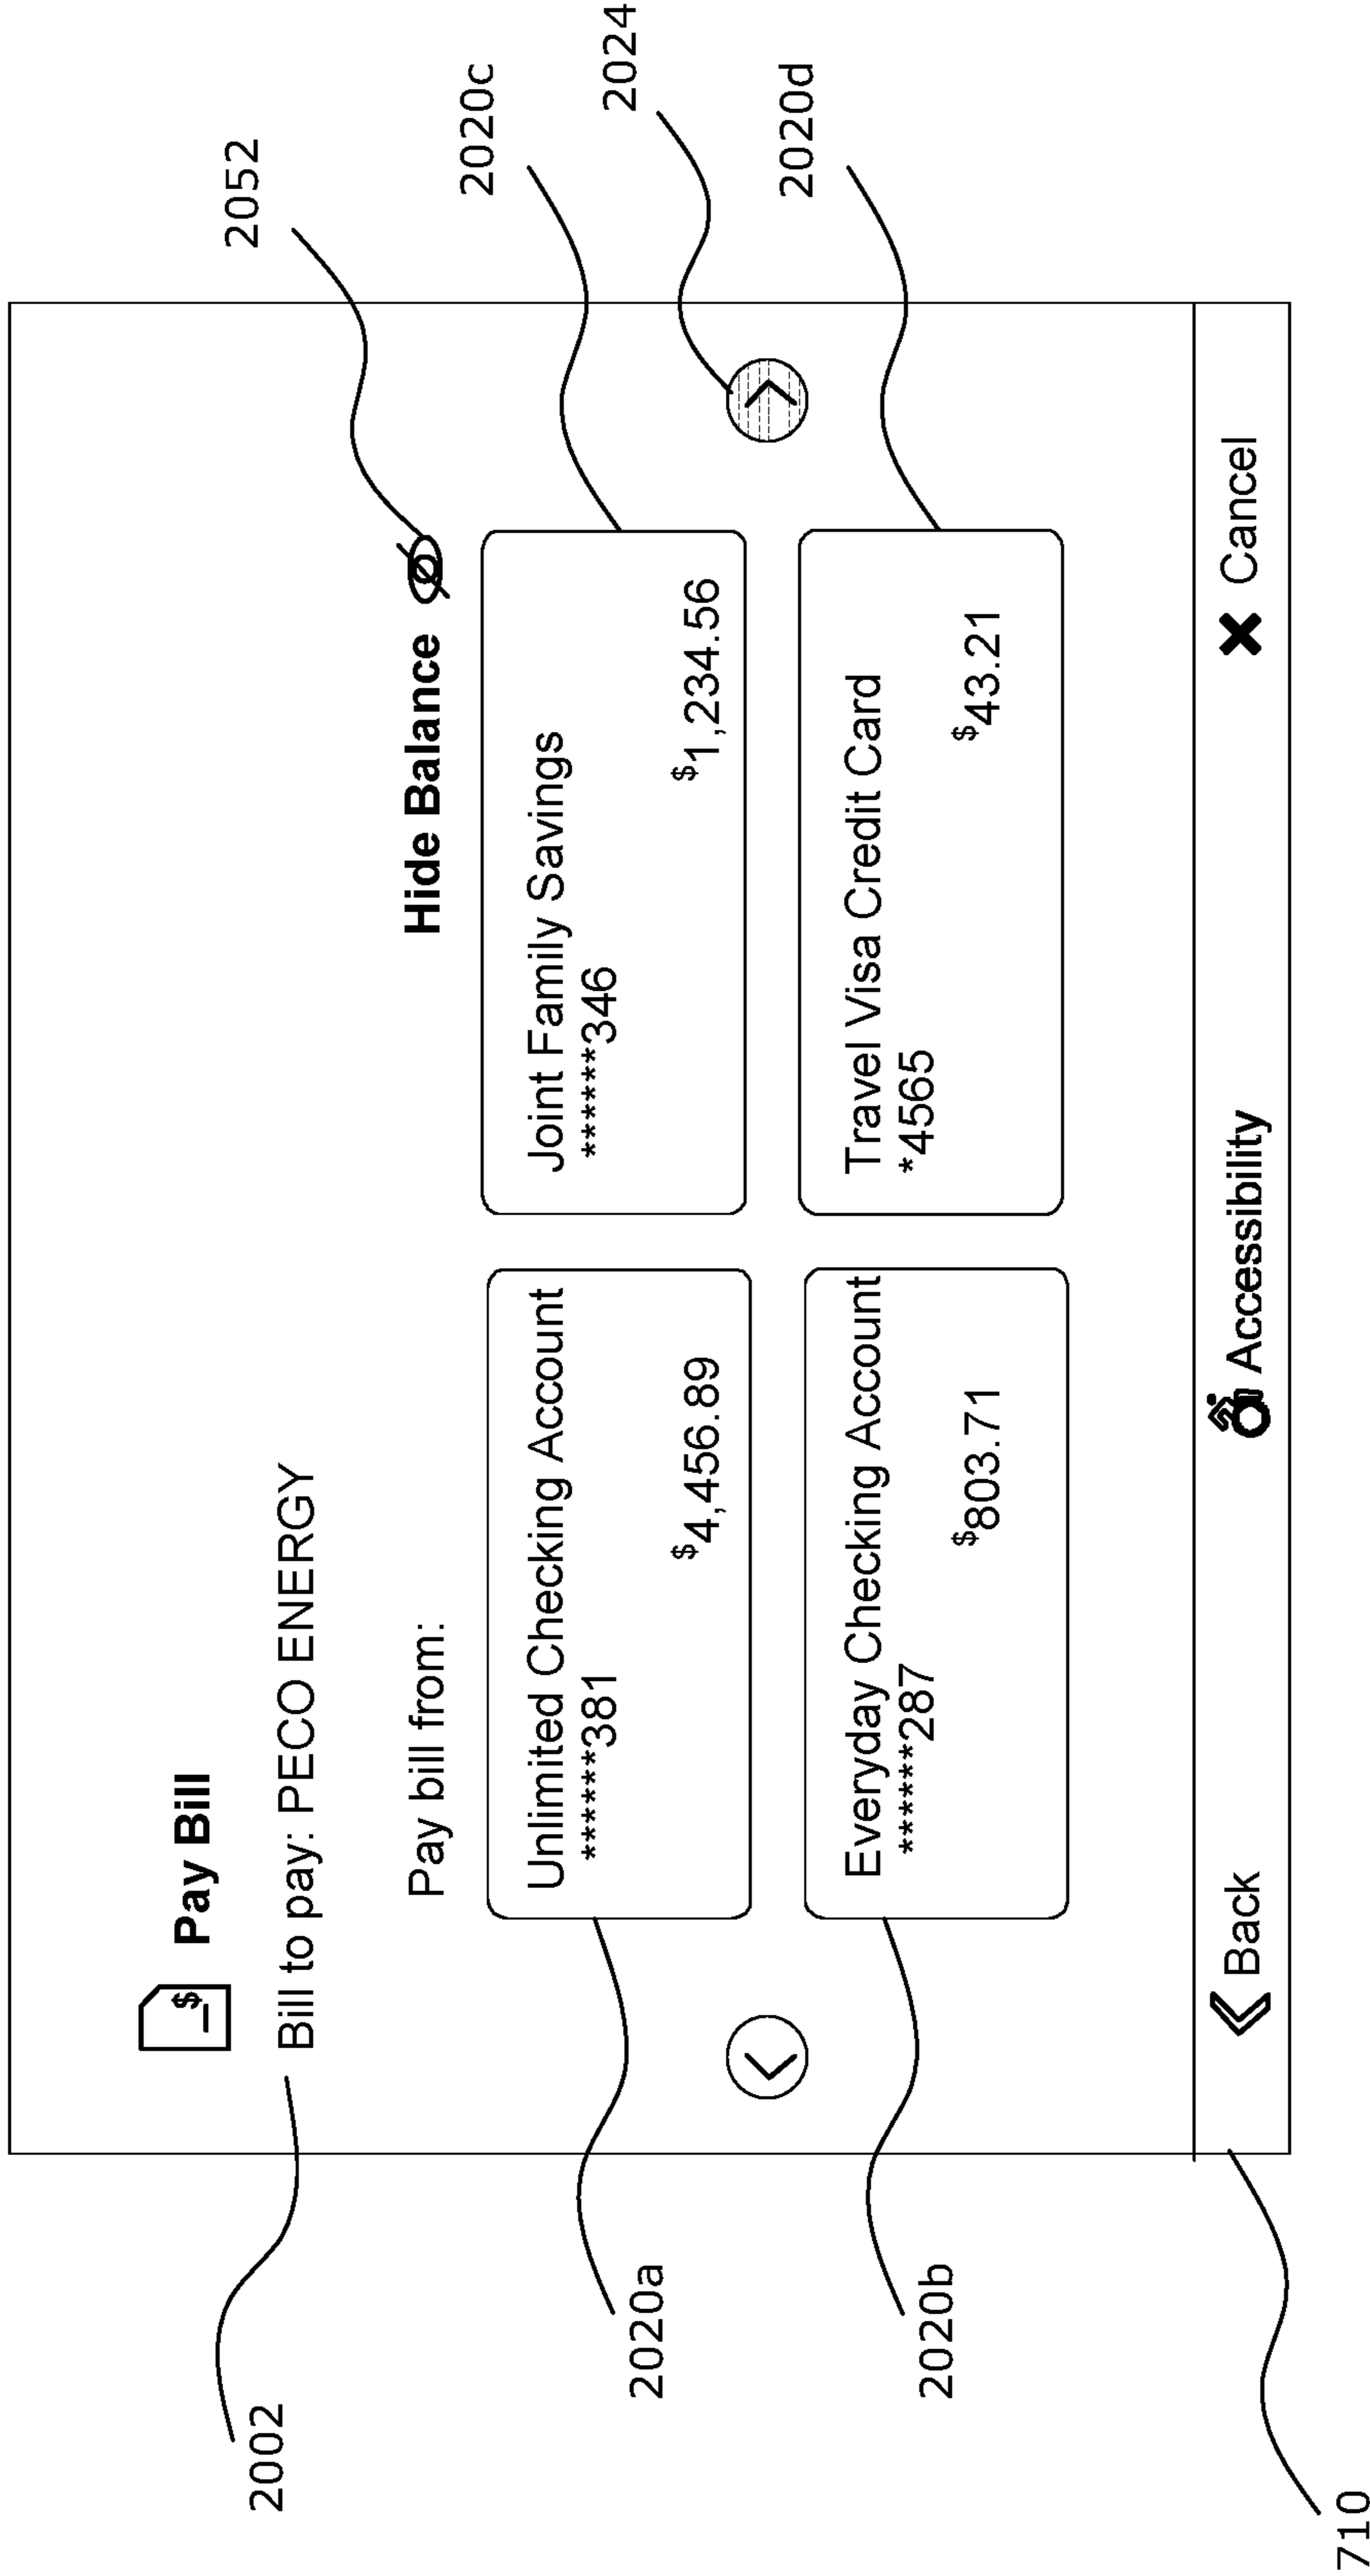 Pay Bill
Bill to pay: PECO ENERGY
Pay bill from:
Hide Balance
Unlimited Checking Account
******381
$4,456.89
Joint Family Savings
******346
$1,234.56
Everyday Checking Account
******287
$803.71
Travel Visa Credit Card
*4565
$43.21
Back
Accessibility
Cancel
2002
2020a
2020b
710
2052
2020c
2024
2020d